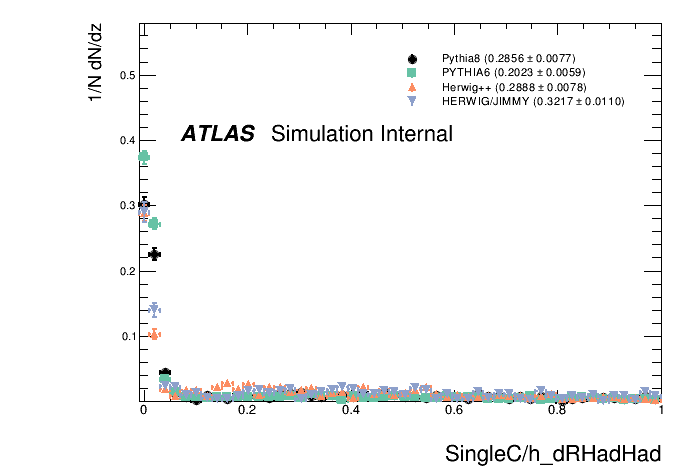 1/N dN/dz
Pythia8 (0.2856 ± 0.0077)
PYTHIA6 (0.2023 ± 0.0059)
Herwig++ (0.2888 ± 0.0078)
HERWIG/JIMMY (0.3217 ± 0.0110)
ATLAS Simulation Internal
0.5
0.4
0.3
0.2
0.1
0 0.2 0.4 0.6 0.8 1
SingleC/h_dRHadHad